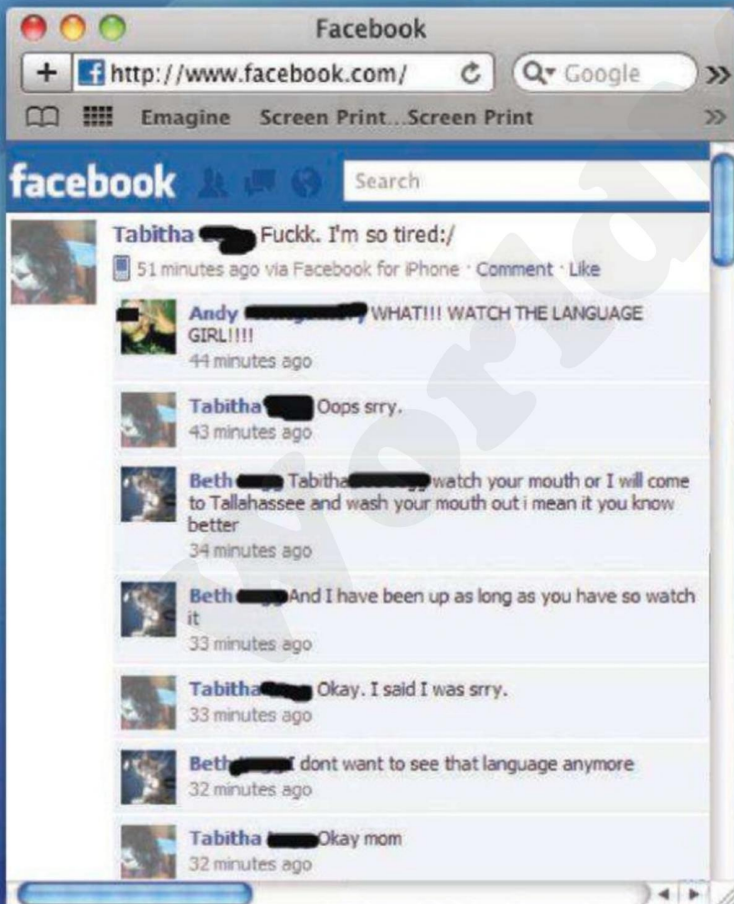 Facebook
+ http://www.facebook.com/ Google »
Emagine Screen Print...Screen Print »
facebook Search
Tabitha Fuckk. I'm so tired:/
51 minutes ago via Facebook for iPhone · Comment · Like
Andy WHAT!!! WATCH THE LANGUAGE
GIRL!!!!
44 minutes ago
Tabitha Oops srry.
43 minutes ago
Beth Tabitha watch your mouth or I will come
to Tallahassee and wash your mouth out i mean it you know
better
34 minutes ago
Beth And I have been up as long as you have so watch
it
33 minutes ago
Tabitha Okay. I said I was srry.
33 minutes ago
Beth I dont want to see that language anymore
32 minutes ago
Tabitha Okay mom
32 minutes ago
World